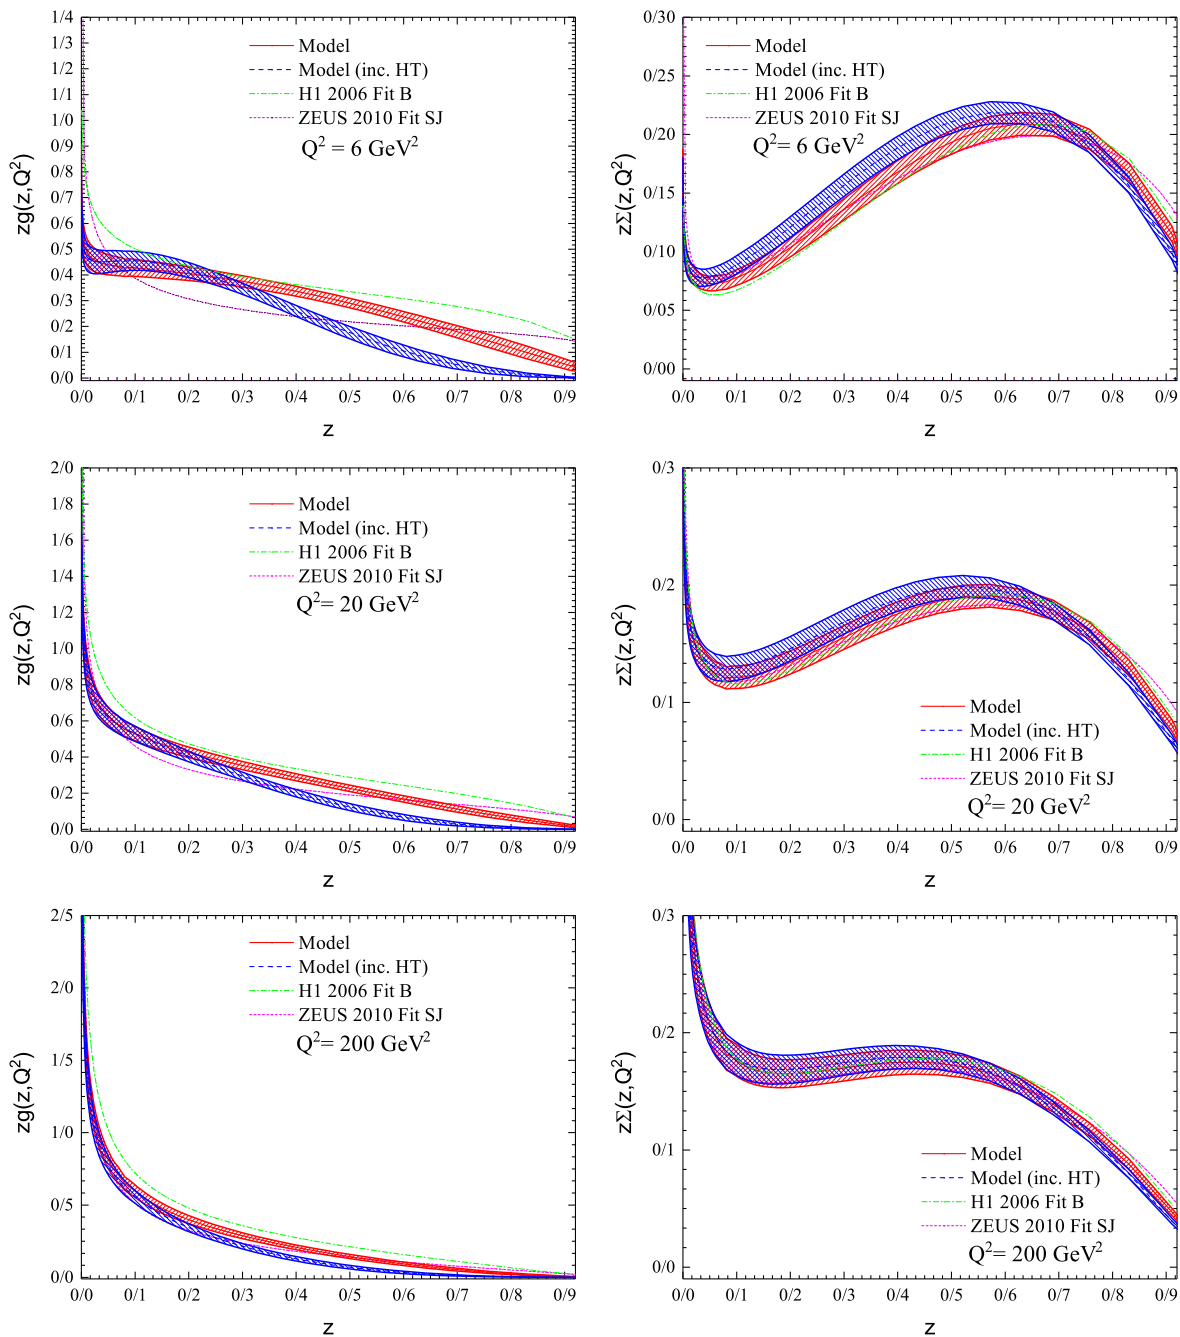 1/4
1/3
1/2
1/1
1/0
0/9
0/8
0/7
0/6
0/5
0/4
0/3
0/2
0/1
0/0
zg(z,Q²)
Model
Model (inc. HT)
H1 2006 Fit B
ZEUS 2010 Fit SJ
Q² = 6 GeV²
0/0 0/1 0/2 0/3 0/4 0/5 0/6 0/7 0/8 0/9
z
0/30
0/25
0/20
0/15
0/10
0/05
0/00
zΣ(z,Q²)
Model
Model (inc. HT)
H1 2006 Fit B
ZEUS 2010 Fit SJ
Q² = 6 GeV²
0/0 0/1 0/2 0/3 0/4 0/5 0/6 0/7 0/8 0/9
z
2/0
1/8
1/6
1/4
1/2
1/0
0/8
0/6
0/4
0/2
0/0
zg(z,Q²)
Model
Model (inc. HT)
H1 2006 Fit B
ZEUS 2010 Fit SJ
Q²= 20 GeV²
0/0 0/1 0/2 0/3 0/4 0/5 0/6 0/7 0/8 0/9
z
0/3
0/2
0/1
0/0
zΣ(z,Q²)
Model
Model (inc. HT)
H1 2006 Fit B
ZEUS 2010 Fit SJ
Q²= 20 GeV²
0/0 0/1 0/2 0/3 0/4 0/5 0/6 0/7 0/8 0/9
z
2/5
2/0
1/5
1/0
0/5
0/0
zg(z,Q²)
Model
Model (inc. HT)
H1 2006 Fit B
ZEUS 2010 Fit SJ
Q²= 200 GeV²
0/0 0/1 0/2 0/3 0/4 0/5 0/6 0/7 0/8 0/9
z
0/3
0/2
0/1
0/0
zΣ(z,Q²)
Model
Model (inc. HT)
H1 2006 Fit B
ZEUS 2010 Fit SJ
Q²= 200 GeV²
0/0 0/1 0/2 0/3 0/4 0/5 0/6 0/7 0/8 0/9
z